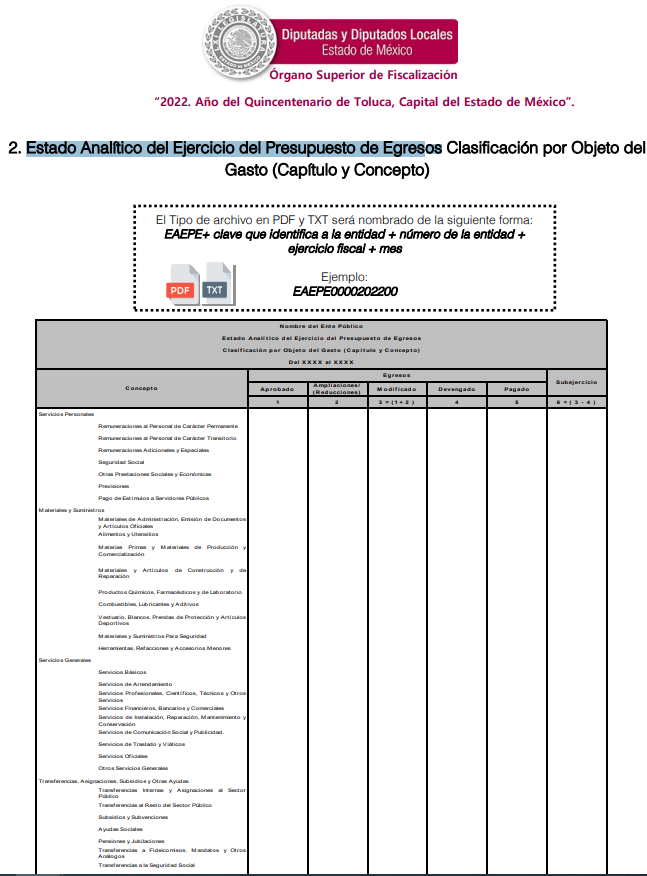 Diputadas y Diputados Locales
Estado de México
Órgano Superior de Fiscalización
“2022. Año del Quincentenario de Toluca, Capital del Estado de México”.
2. Estado Analítico del Ejercicio del Presupuesto de Egresos Clasificación por Objeto del
Gasto (Capítulo y Concepto)
El Tipo de archivo en PDF y TXT será nombrado de la siguiente forma:
EAEPE+ clave que identifica a la entidad + número de la entidad +
ejercicio fiscal + mes
PDF TXT
Ejemplo:
EAEPE0000202200
Nombre del Ente Público
Estado Analítico del Ejercicio del Presupuesto de Egresos
Clasificación por Objeto del Gasto (Capítulo y Concepto)
Del XXXX al XXXX
Concepto
Egresos
Subejercicio
Aprobado
Ampliaciones/
(Reducciones)
Modificado
Devengado
Pagado
1 2 3 = (1 + 2 ) 4 5 6 = ( 3 - 4 )
Servicios Personales
Remuneraciones al Personal de Carácter Permanente
Remuneraciones al Personal de Carácter Transitorio
Remuneraciones Adicionales y Especiales
Seguridad Social
Otras Prestaciones Sociales y Económicas
Previsiones
Pago de Estímulos a Servidores Públicos
Materiales y Suministros
Materiales de Administración, Emisión de Documentos
y Artículos Oficiales
Alimentos y Utensilios
Materias Primas y Materiales de Producción y
Comercialización
Materiales y Artículos de Construcción y de
Reparación
Productos Químicos, Farmacéuticos y de Laboratorio
Combustibles, Lubricantes y Aditivos
Vestuario, Blancos, Prendas de Protección y Artículos
Deportivos
Materiales y Suministros Para Seguridad
Herramientas, Refacciones y Accesorios Menores
Servicios Generales
Servicios Básicos
Servicios de Arrendamiento
Servicios Profesionales, Científicos, Técnicos y Otros
Servicios
Servicios Financieros, Bancarios y Comerciales
Servicios de Instalación, Reparación, Mantenimiento y
Conservación
Servicios de Comunicación Social y Publicidad.
Servicios de Traslado y Viáticos
Servicios Oficiales
Otros Servicios Generales
Transferencias, Asignaciones, Subsidios y Otras Ayudas
Transferencias Internas y Asignaciones al Sector
Público
Transferencias al Resto del Sector Público
Subsidios y Subvenciones
Ayudas Sociales
Pensiones y Jubilaciones
Transferencias a Fideicomisos, Mandatos y Otros
Análogos
Transferencias a la Seguridad Social